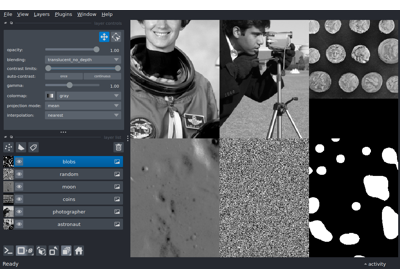 File View Layers Plugins Window Help
opacity: 1.00
blending: translucent_no_depth
contrast limits:
auto-contrast: once continuous
gamma: 1.00
colormap: gray
projection mode: mean
interpolation: nearest
blobs
random
moon
coins
photographer
astronaut
Ready activity